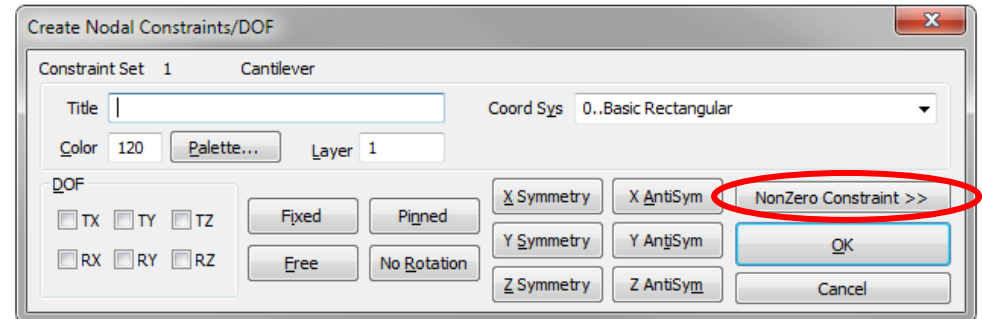 Create Nodal Constraints/DOF
X
Constraint Set 1 Cantilever
Title Coord Sys 0..Basic Rectangular
Color 120 Palette... Layer 1
DOF
X Symmetry X AntiSym NonZero Constraint >>
TX TY TZ Fixed Pinned
Y Symmetry Y AntiSym OK
RX RY RZ Free No Rotation
Z Symmetry Z AntiSym Cancel